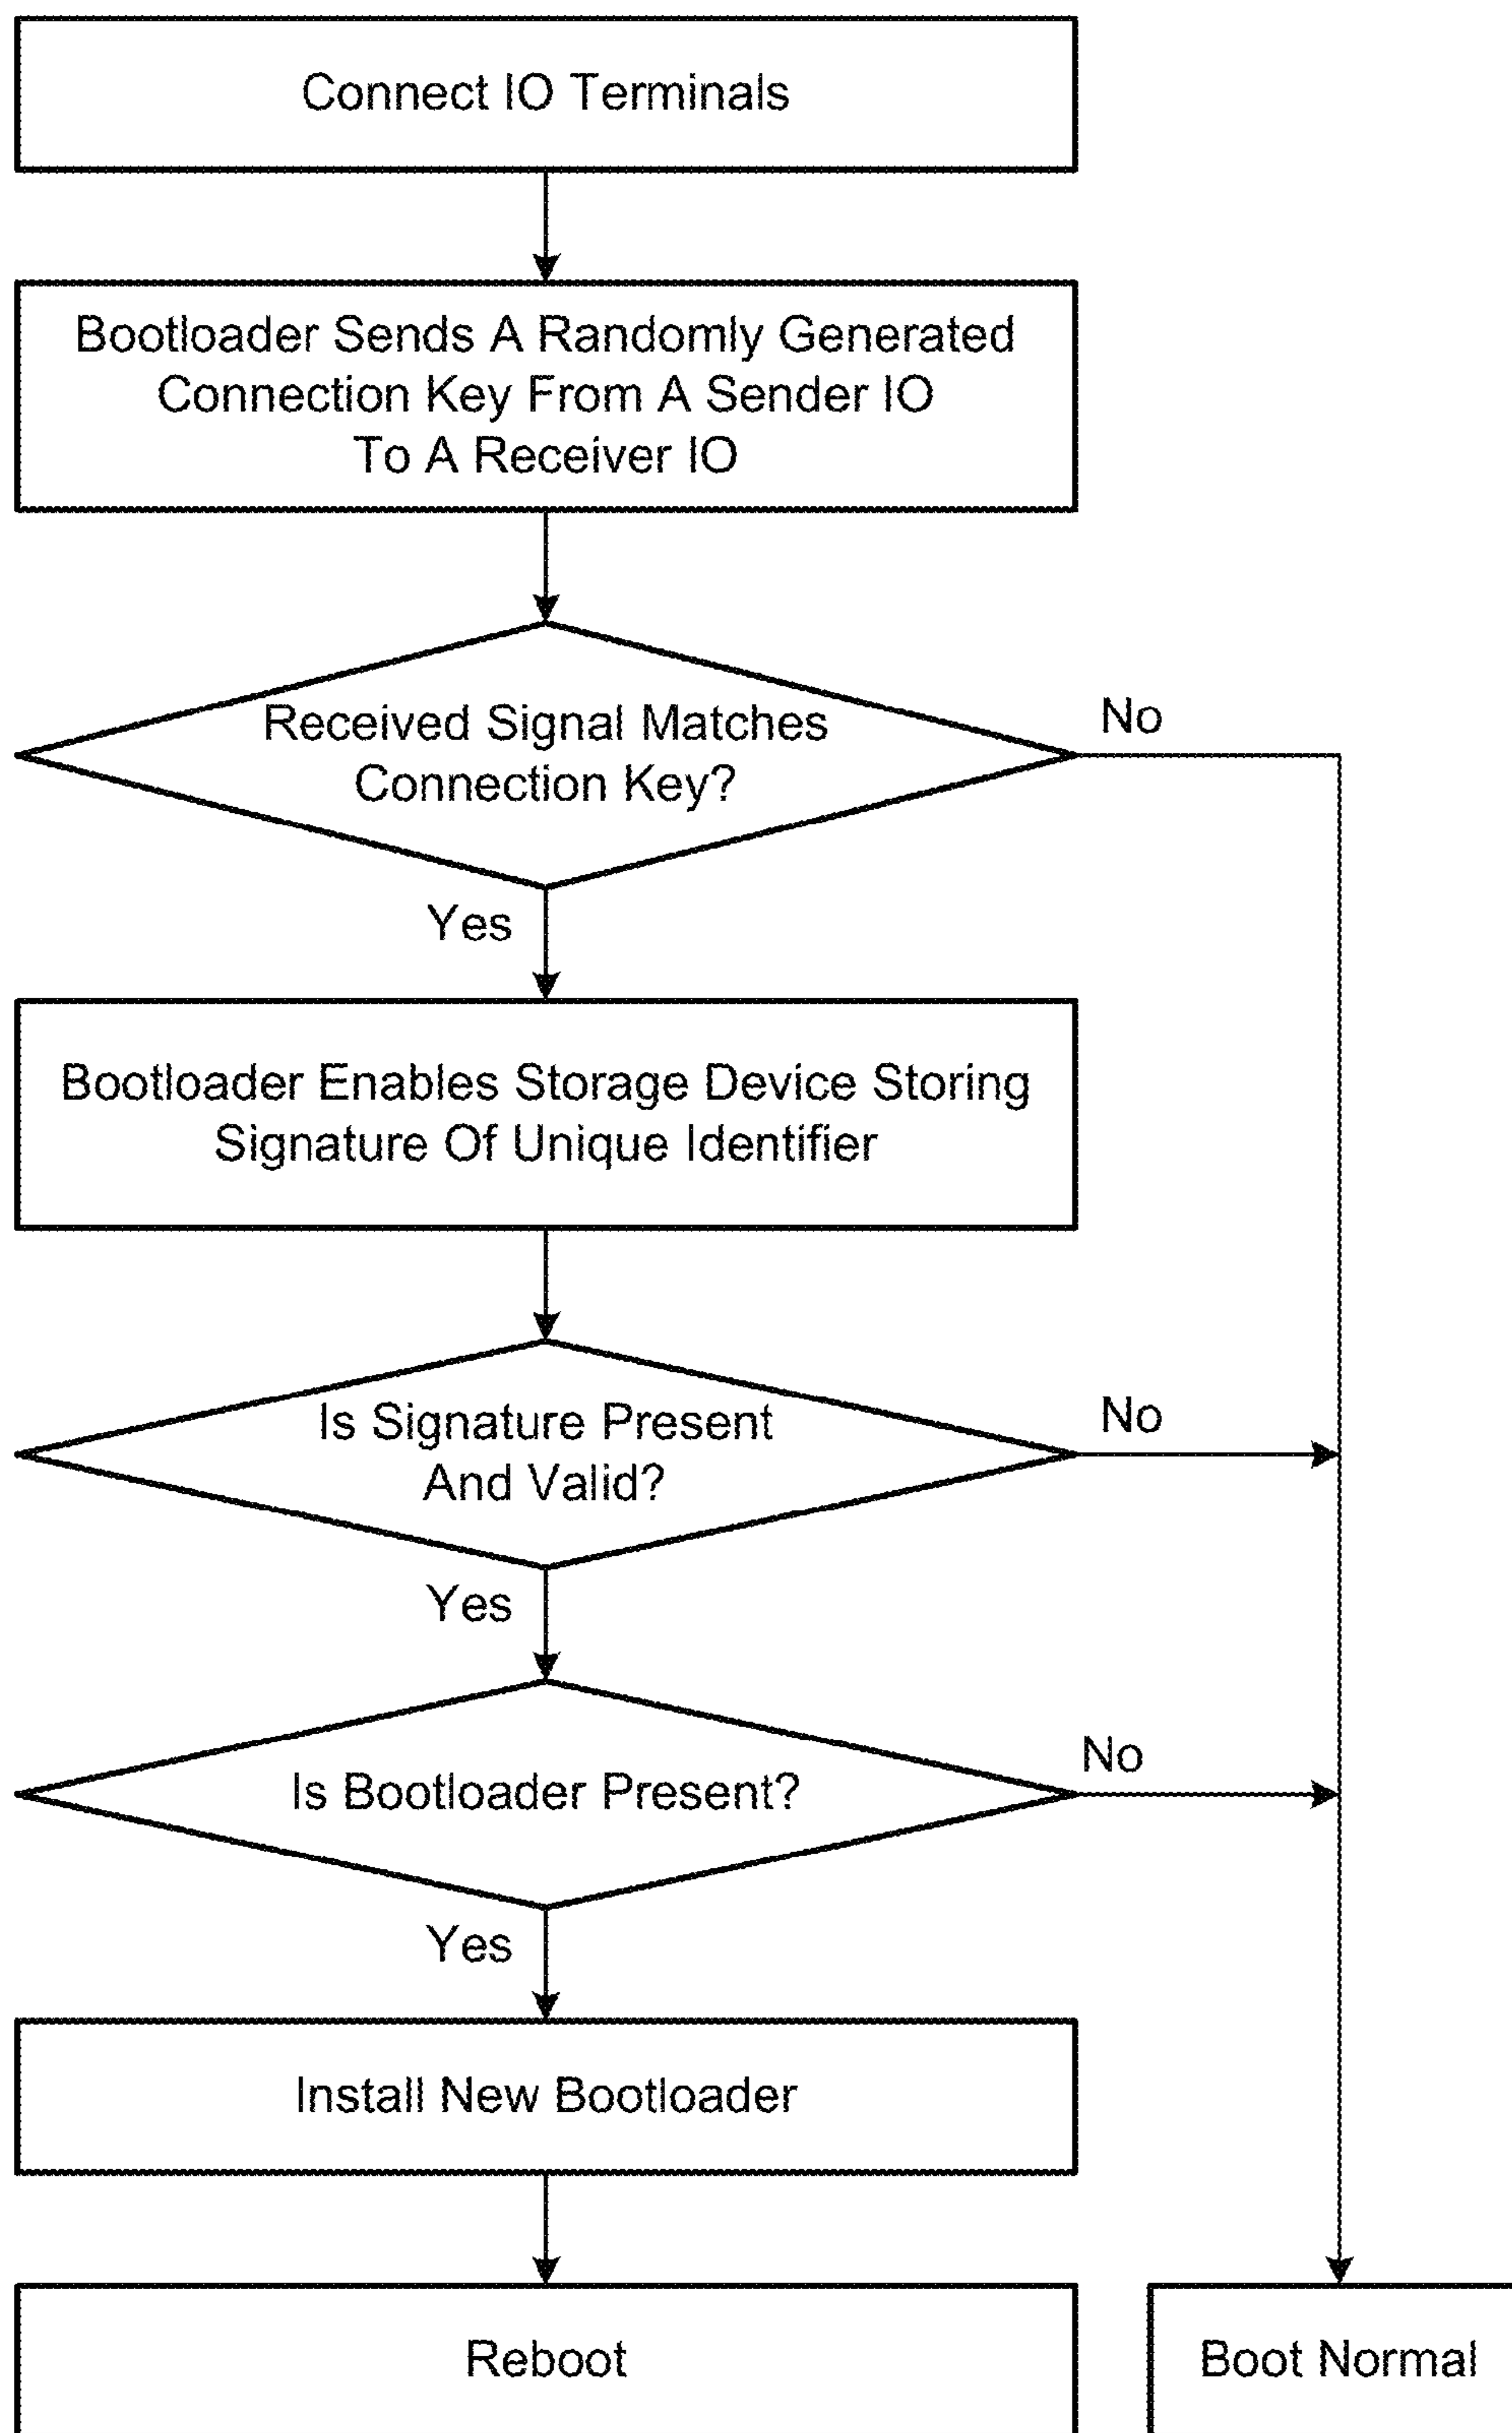 Connect IO Terminals
Bootloader Sends A Randomly Generated
Connection Key From A Sender IO
To A Receiver IO
Received Signal Matches
Connection Key?
No
Yes
Bootloader Enables Storage Device Storing
Signature Of Unique Identifier
Is Signature Present
And Valid?
No
Yes
Is Bootloader Present?
No
Yes
Install New Bootloader
Reboot
Boot Normal